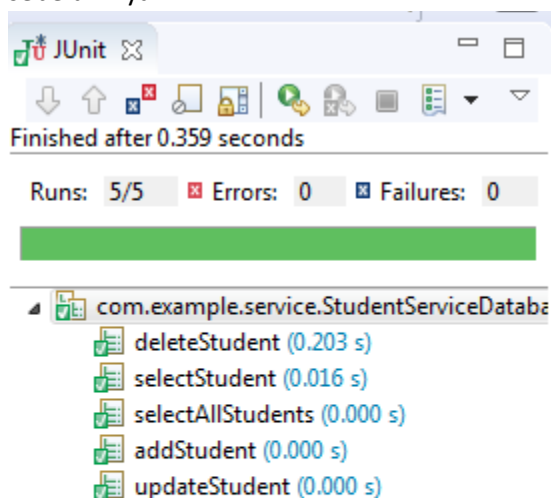 JUnit
Finished after 0.359 seconds
Runs: 5/5 Errors: 0 Failures: 0
com.example.service.StudentServiceDataba
deleteStudent (0.203 s)
selectStudent (0.016 s)
selectAllStudents (0.000 s)
addStudent (0.000 s)
updateStudent (0.000 s)